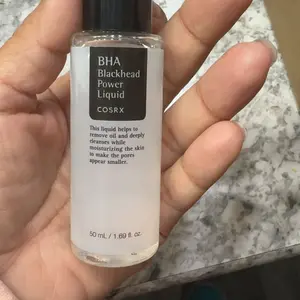 BHA
Blackhead
Power
Liquid
COSRX
This liquid helps to
remove oil and deeply
cleanses while
moisturizing the skin
to make the pores
appear smaller.
50 mL / 1.69 fl. oz.